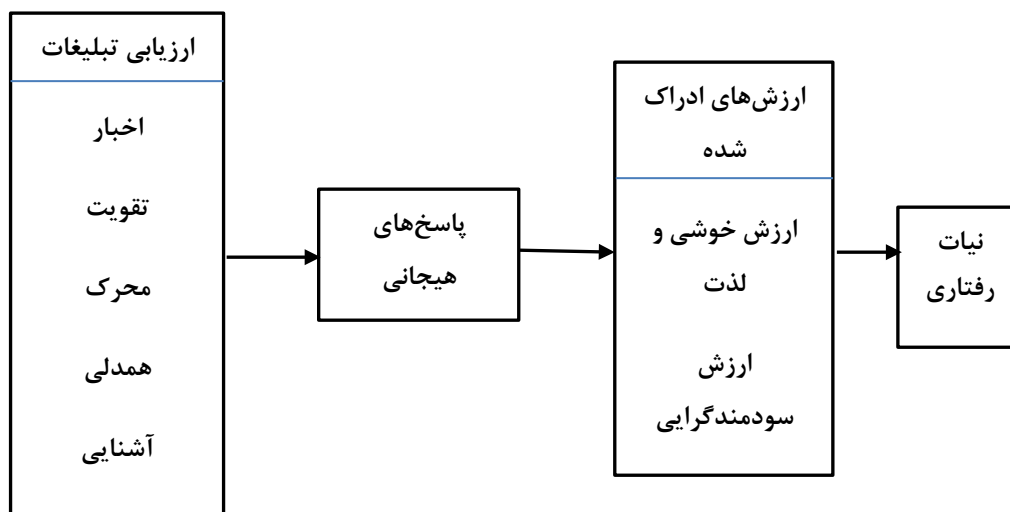 ارزیابی تبلیغات
اخبار
تقویت
محرک
همدلی
آشنایی
پاسخ‌های
هیجانی
ارزش‌های ادراک
شده
ارزش خوشی و
لذت
ارزش
سودمندگرایی
نیات
رفتاری